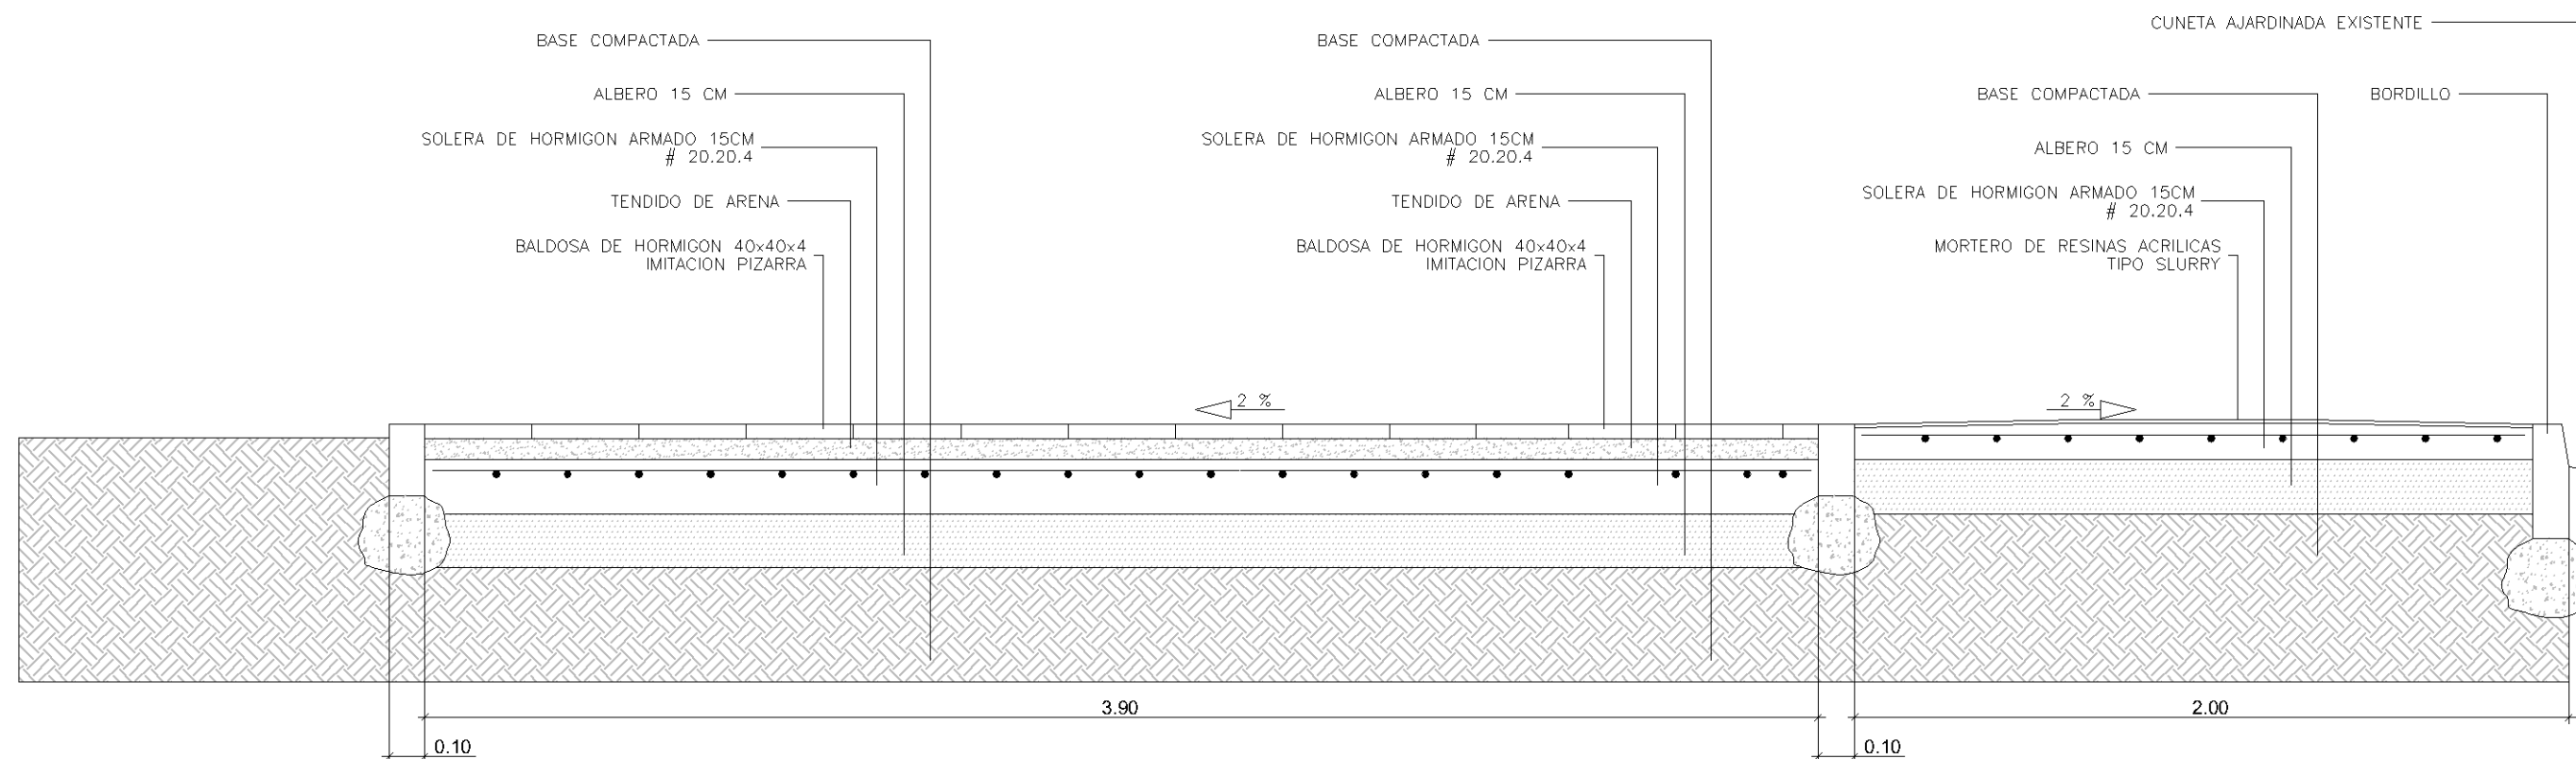 CUNETA AJARDINADA EXISTENTE
BASE COMPACTADA
ALBERO 15 CM
SOLERA DE HORMIGON ARMADO 15CM
# 20.20.4
TENDIDO DE ARENA
BALDOSA DE HORMIGON 40x40x4
IMITACION PIZARRA
BASE COMPACTADA
ALBERO 15 CM
SOLERA DE HORMIGON ARMADO 15CM
# 20.20.4
TENDIDO DE ARENA
BALDOSA DE HORMIGON 40x40x4
IMITACION PIZARRA
BASE COMPACTADA
BORDILLO
ALBERO 15 CM
SOLERA DE HORMIGON ARMADO 15CM
# 20.20.4
MORTERO DE RESINAS ACRILICAS
TIPO SLURRY
2 %
2 %
3.90
2.00
0.10
0.10